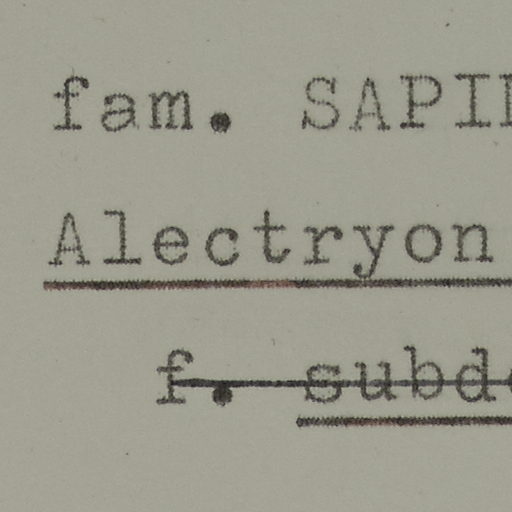 fam. SAPI
Alectryon
f. subd